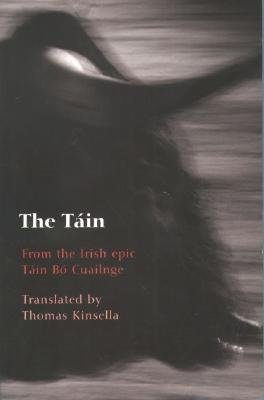 The Táin
From the Irish epic
Táin Bó Cuailnge
Translated by
Thomas Kinsella